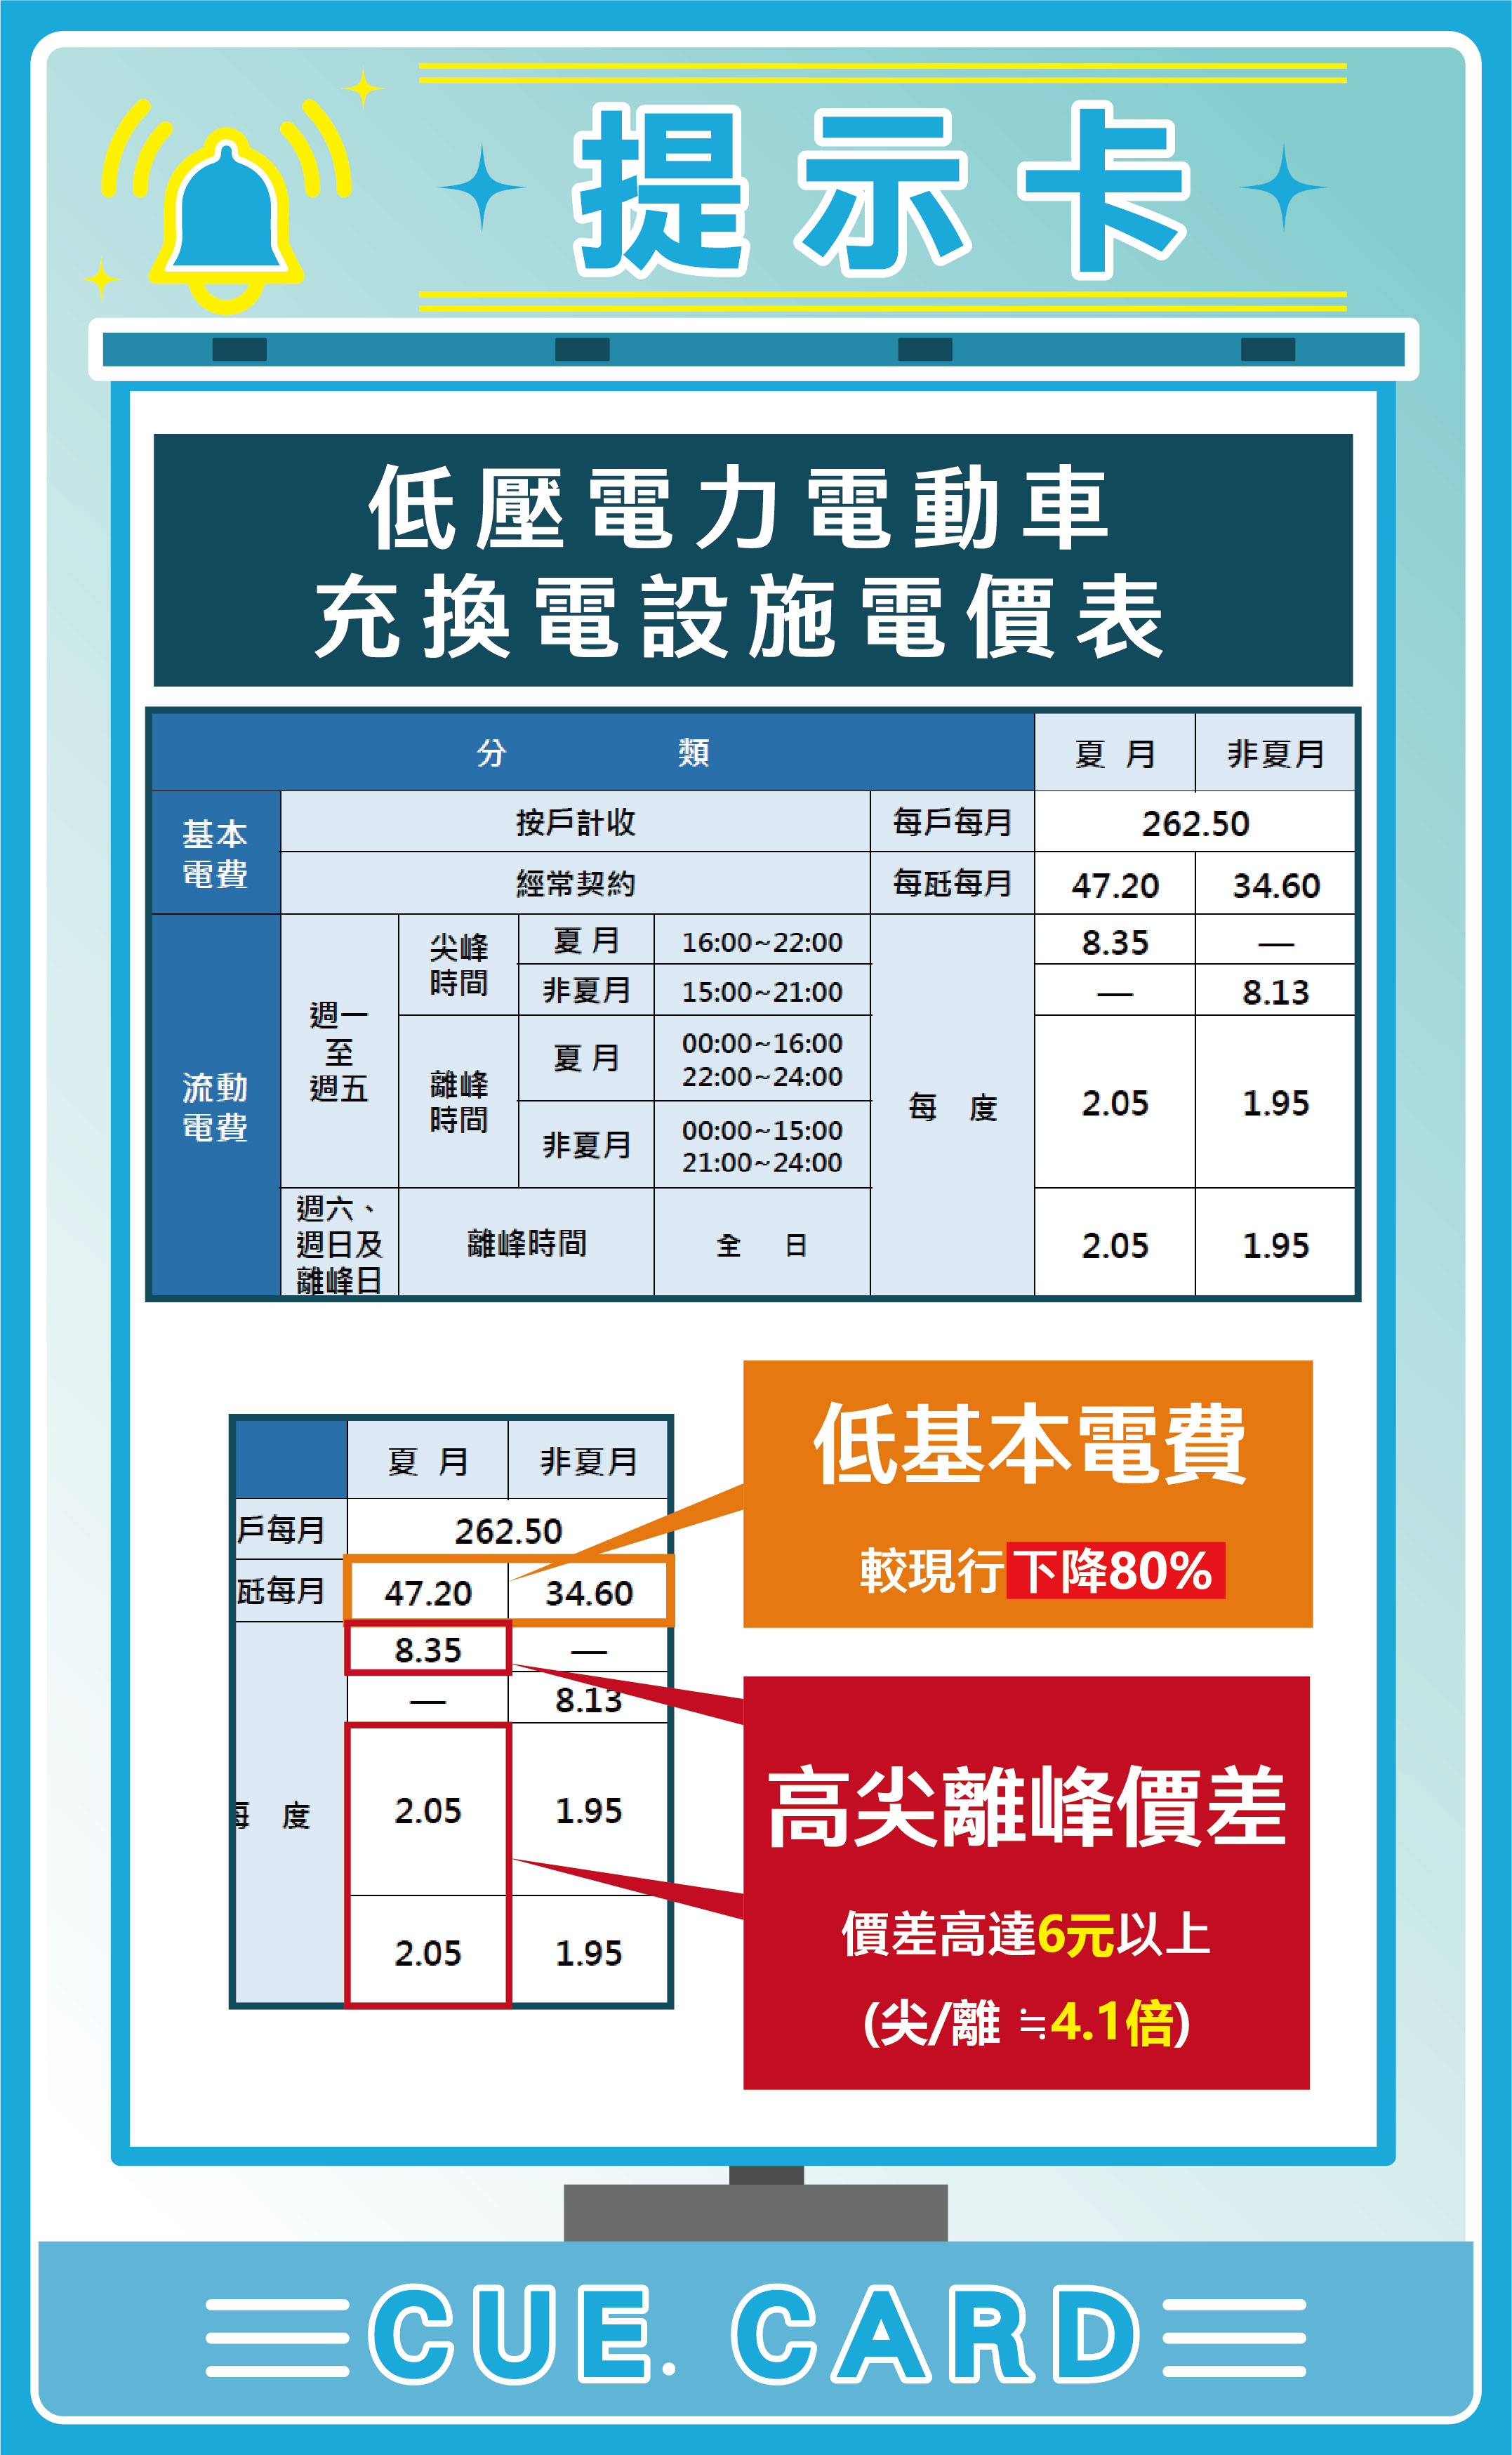 提示卡
低壓電力電動車
充換電設施電價表
分 類 夏 月 非夏月
基本
電費
按戶計收 每戶每月 262.50
經常契約 每瓩每月 47.20 34.60
流動
電費
週一
至
週五
尖峰
時間
夏 月 16:00~22:00 8.35 —
非夏月 15:00~21:00 — 8.13
離峰
時間
夏 月
00:00~16:00
22:00~24:00
非夏月
00:00~15:00
21:00~24:00
每 度
2.05 1.95
週六、
週日及
離峰日
離峰時間 全 日 2.05 1.95
夏 月 非夏月
戶每月 262.50
瓩每月 47.20 34.60
8.35 —
— 8.13
每 度 2.05 1.95
2.05 1.95
低基本電費
較現行下降80%
高尖離峰價差
價差高達6元以上
(尖/離 ≒4.1倍)
CUE. CARD